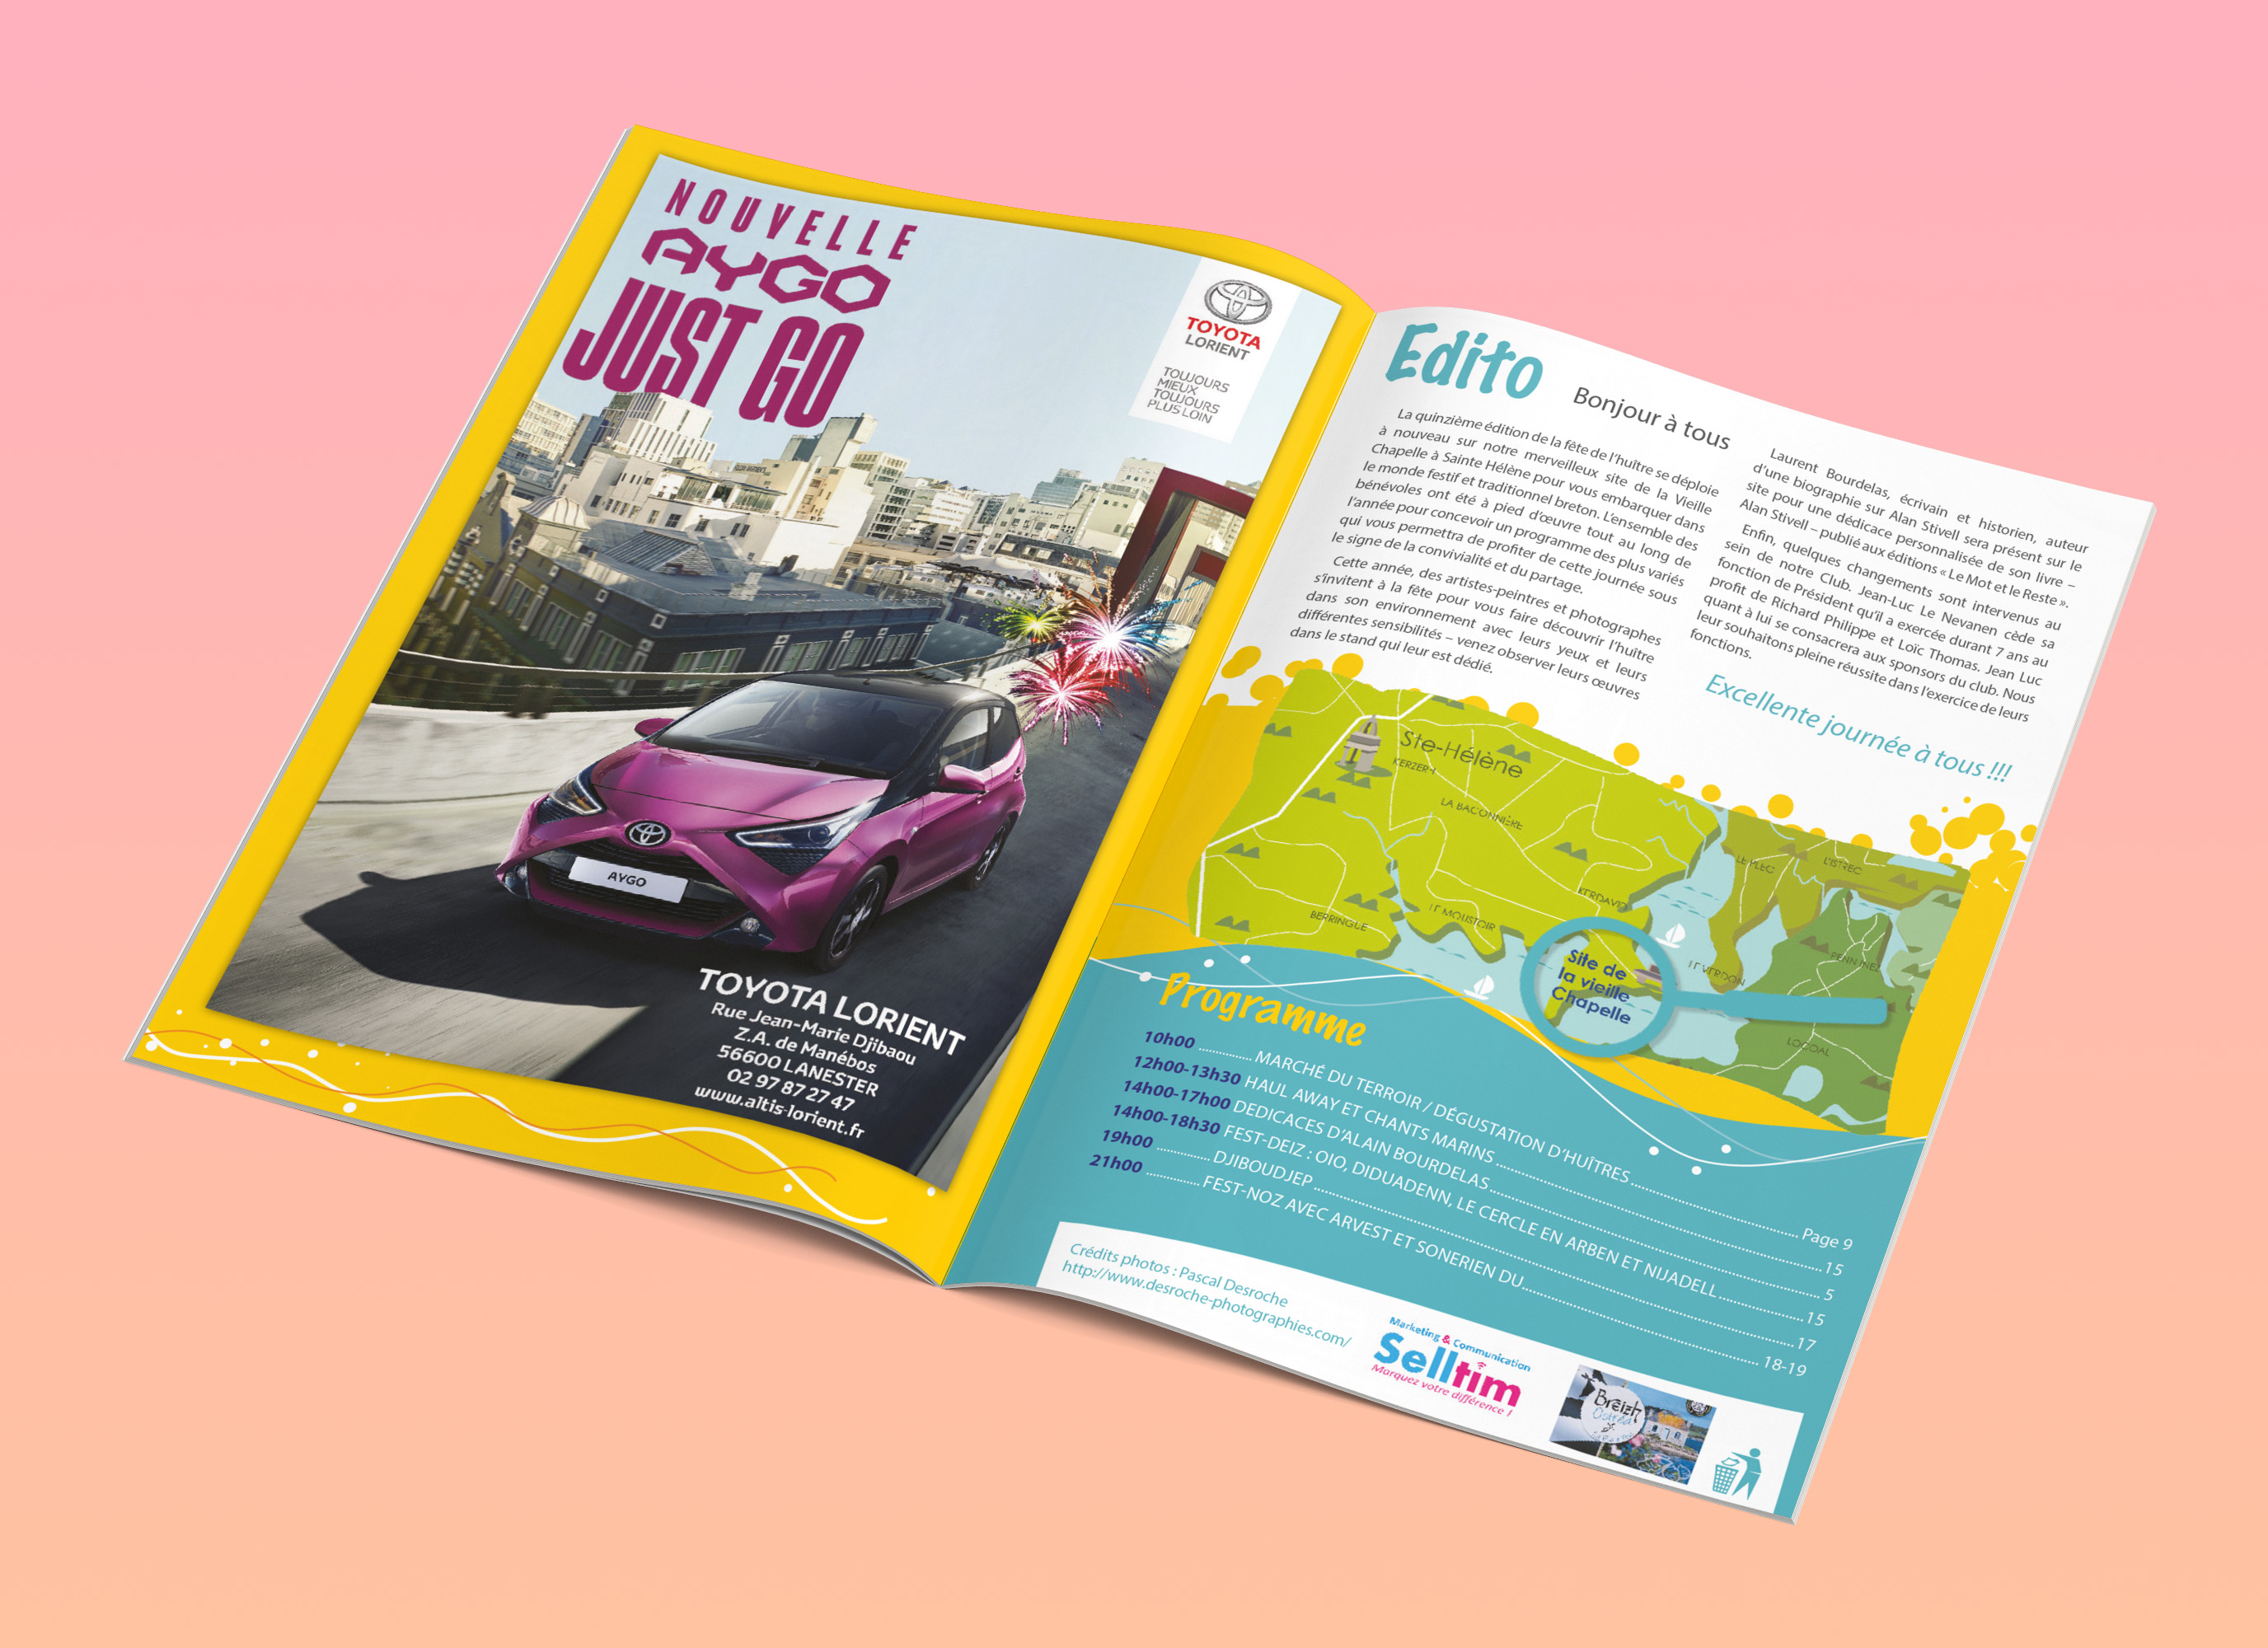 NOUVELLE
AYGO
JUST GO
TOYOTA
LORIENT
TOUJOURS
MIEUX
TOUJOURS
PLUS LOIN
AYGO
TOYOTA LORIENT
Rue Jean-Marie Djibaou
Z.A. de Manébos
56600 LANESTER
02 97 87 27 47
www.altis-lorient.fr
Edito
Bonjour à tous
La quinzième édition de la fête de l'huître se déploie
à nouveau sur notre merveilleux site de la Vieille
Chapelle à Sainte Hélène pour vous embarquer dans
le monde festif et traditionnel breton. L'ensemble des
bénévoles ont été à pied d'œuvre tout au long de
l'année pour concevoir un programme des plus variés
qui vous permettra de profiter de cette journée sous
le signe de la convivialité et du partage.
Cette année, des artistes-peintres et photographes
s'invitent à la fête pour vous faire découvrir l'huître
dans son environnement avec leurs yeux et leurs
différentes sensibilités – venez observer leurs œuvres
dans le stand qui leur est dédié.
Laurent Bourdelas, écrivain et historien, auteur
d'une biographie sur Alan Stivell sera présent sur le
site pour une dédicace personnalisée de son livre –
Alan Stivell – publié aux éditions « Le Mot et le Reste ».
Enfin, quelques changements sont intervenus au
sein de notre Club. Jean-Luc Le Nevanen cède sa
fonction de Président qu'il a exercée durant 7 ans au
profit de Richard Philippe et Loïc Thomas. Jean Luc
quant à lui se consacrera aux sponsors du club. Nous
leur souhaitons pleine réussite dans l'exercice de leurs
fonctions.
Excellente journée à tous !!!
Ste-Hélène
KERZERH
LA BACONNIÈRE
BERRINGUE
LE MOUSTOIR
KERDAVID
LE PLEC
L'ISTREC
LE VERDON
LOCOAL
Site de
la vieille
Chapelle
Programme
10h00 ............. MARCHÉ DU TERROIR / DÉGUSTATION D'HUÎTRES ............. Page 9
12h00-13h30 HAUL AWAY ET CHANTS MARINS ............. 15
14h00-17h00 DEDICACES D'ALAIN BOURDELAS ............. 5
14h00-18h30 FEST-DEIZ : OIO, DIDUADENN, LE CERCLE EN ARBEN ET NIJADELL ............. 15
19h00 ............. DJIBOUDJEP ............. 17
21h00 ............. FEST-NOZ AVEC ARVEST ET SONERIEN DU ............. 18-19
Crédits photos : Pascal Desroche
http://www.desroche-photographies.com/
Marketing & Communication
Selltim
Marquez votre différence !
Breizh